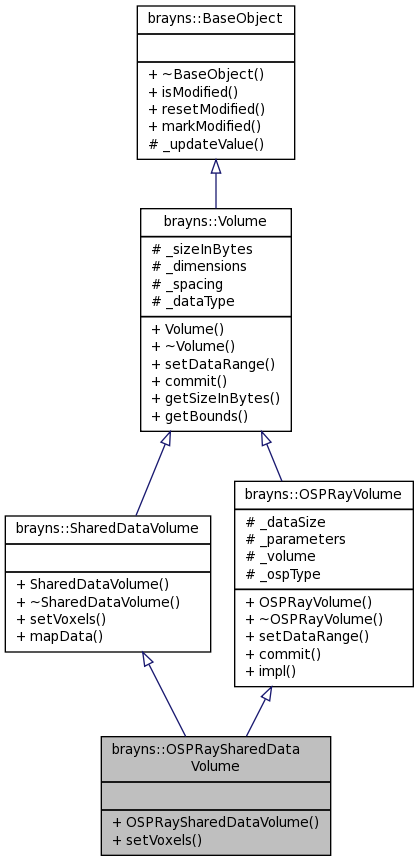 brayns::BaseObject
+ ~BaseObject()
+ isModified()
+ resetModified()
+ markModified()
# _updateValue()
brayns::Volume
# _sizeInBytes
# _dimensions
# _spacing
# _dataType
+ Volume()
+ ~Volume()
+ setDataRange()
+ commit()
+ getSizeInBytes()
+ getBounds()
brayns::SharedDataVolume
+ SharedDataVolume()
+ ~SharedDataVolume()
+ setVoxels()
+ mapData()
brayns::OSPRayVolume
# _dataSize
# _parameters
# _volume
# _ospType
+ OSPRayVolume()
+ ~OSPRayVolume()
+ setDataRange()
+ commit()
+ impl()
brayns::OSPRaySharedData
Volume
+ OSPRaySharedDataVolume()
+ setVoxels()